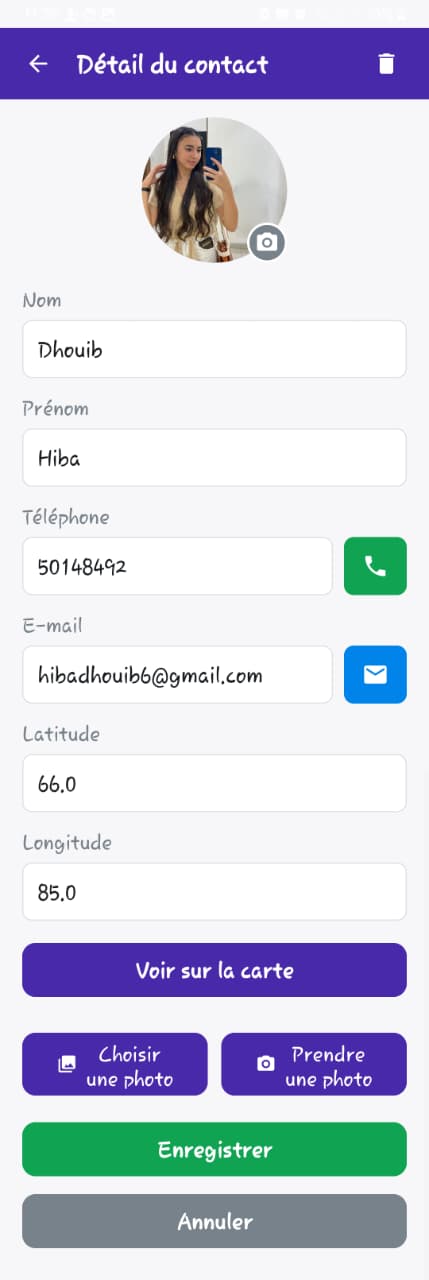 Détail du contact
Nom
Dhouib
Prénom
Hiba
Téléphone
50148492
E-mail
hibadhouib6@gmail.com
Latitude
66.0
Longitude
85.0
Voir sur la carte
Choisir
une photo
Prendre
une photo
Enregistrer
Annuler